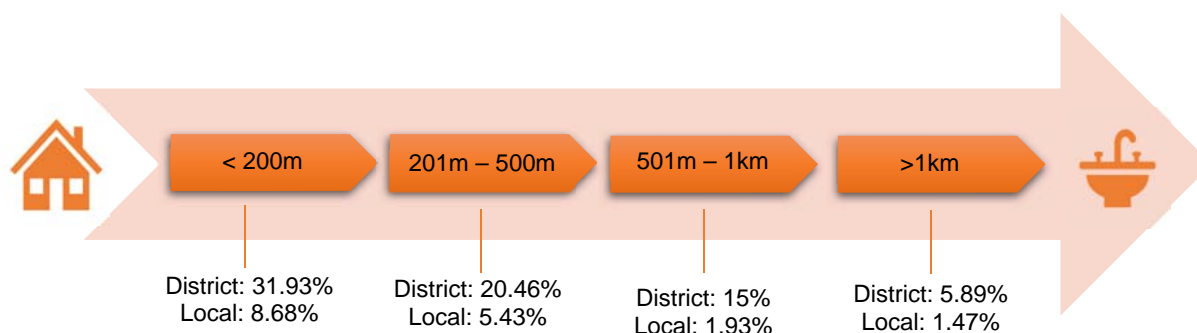 < 200m
201m – 500m
501m – 1km
>1km
District: 31.93%
Local: 8.68%
District: 20.46%
Local: 5.43%
District: 15%
Local: 1.93%
District: 5.89%
Local: 1.47%